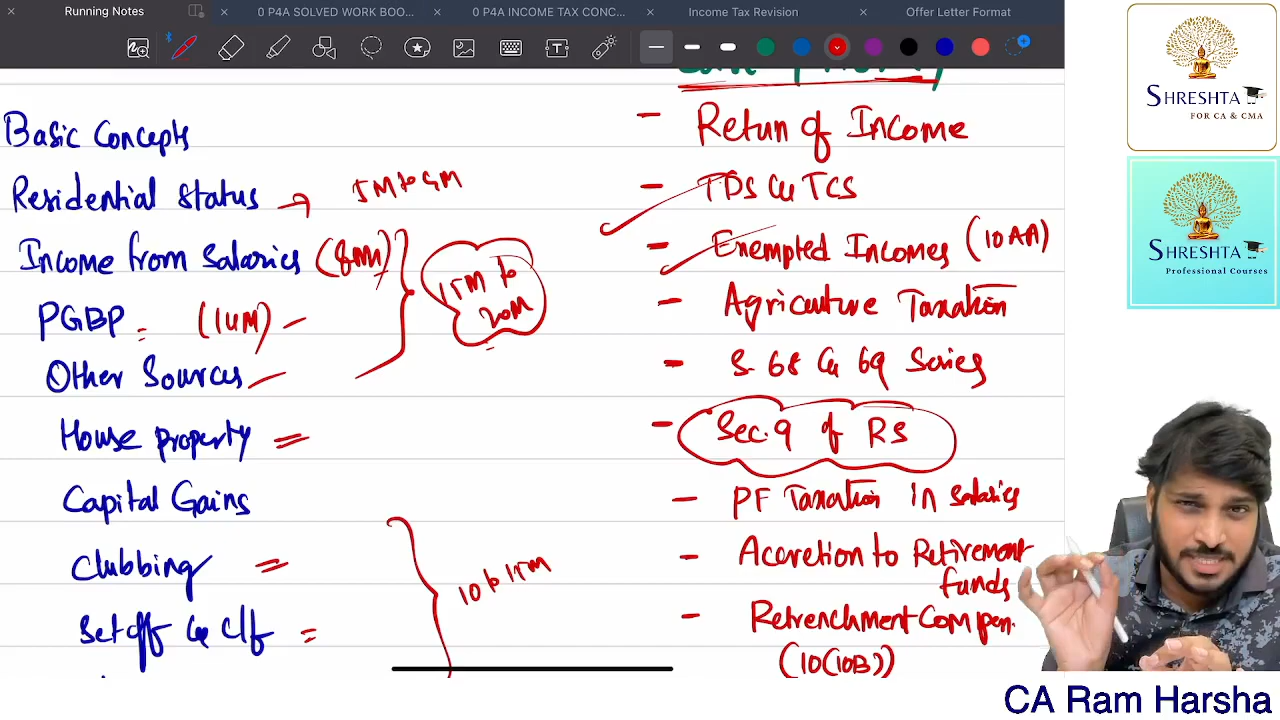 Running Notes
0 P4A SOLVED WORK BOO...
0 P4A INCOME TAX CONC...
Income Tax Revision
Offer Letter Format
Basic Concepts
Residential Status → 5M to 4M
Income from Salaries (8M)
PGBP (14M)
Other Sources
15M to
20M
House property =
Capital Gains
Clubbing =
Set off & C/f =
10 to 15M
- Return of Income
- TDS & TCS
- Exempted Incomes (10AA)
- Agriculture Taxation
- S. 68 & 69 Series
- Sec. 9 of RS
- PF Taxation in Salaries
- Accretion to Retirement
funds
- Retrenchment Compen.
(10(10B))
SHRESHTA
FOR CA & CMA
SHRESHTA
Professional Courses
CA Ram Harsha